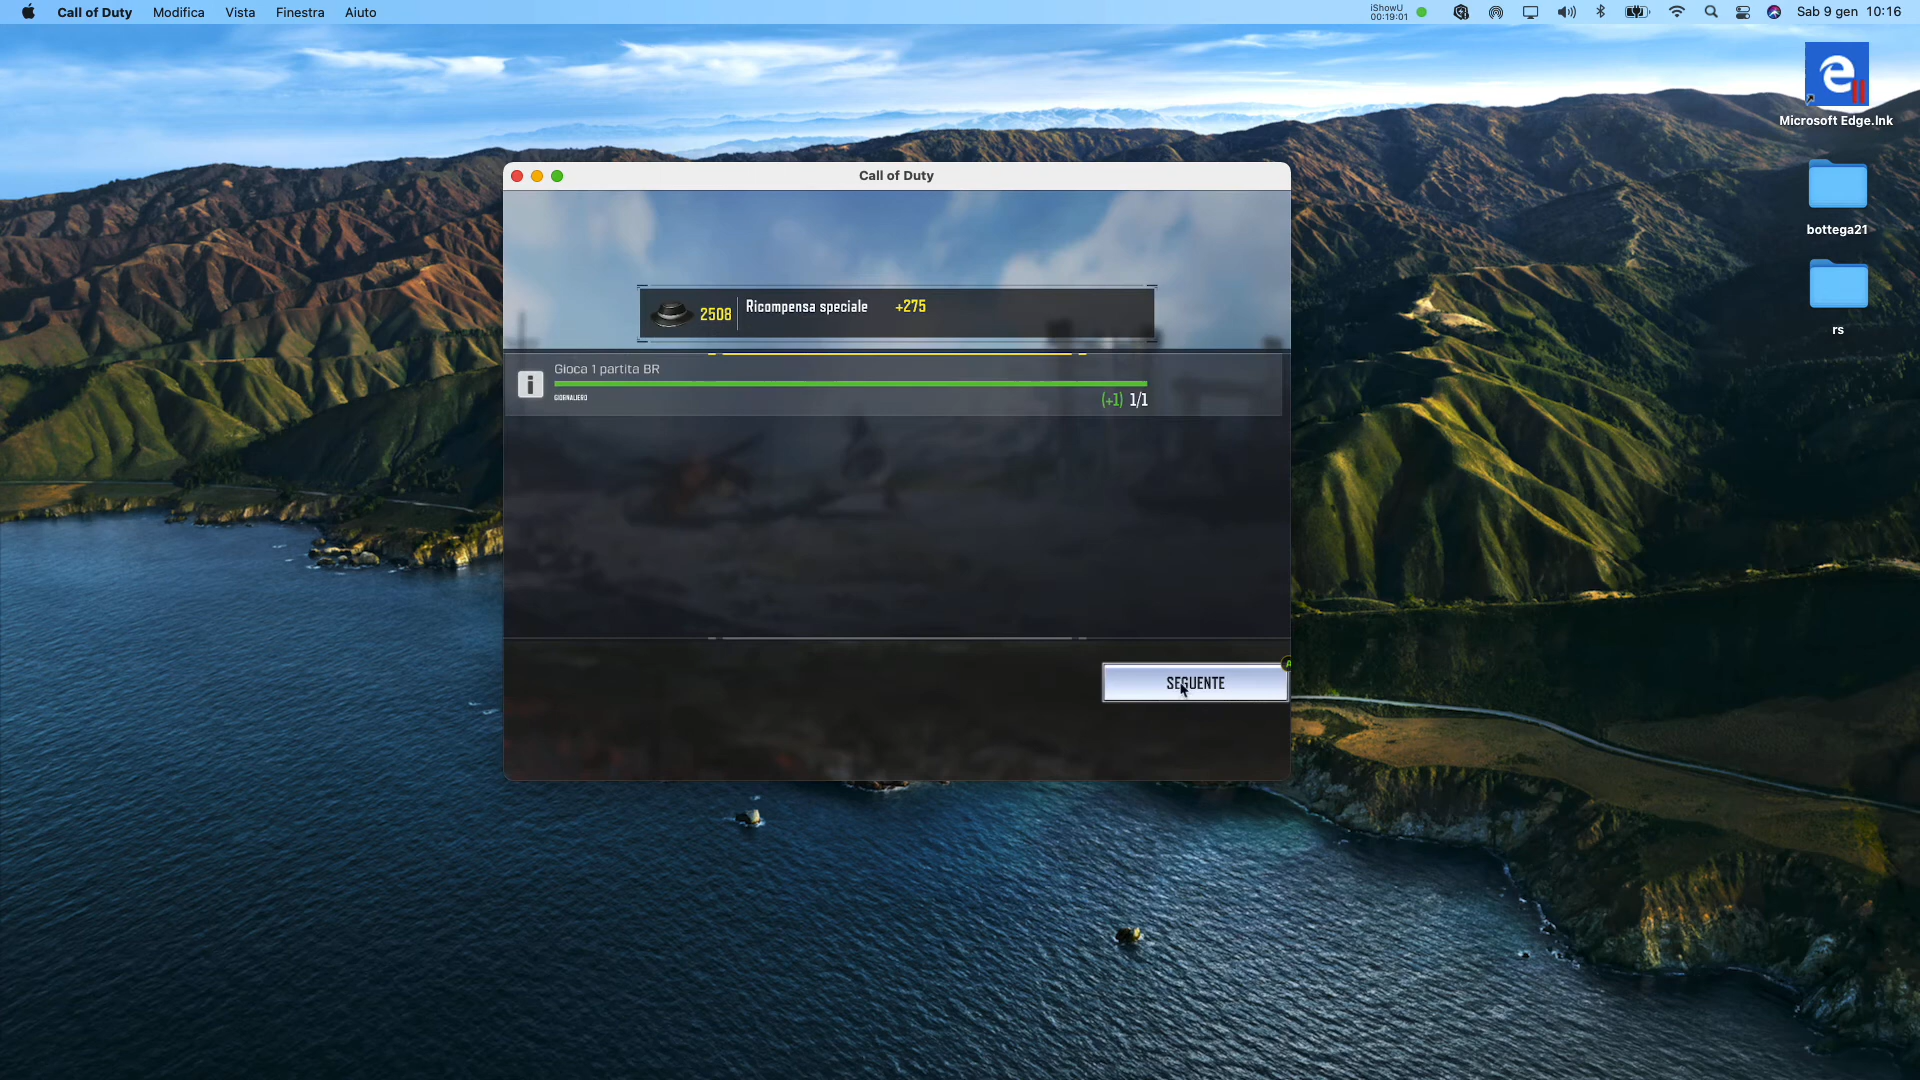 Call of Duty Modifica Vista Finestra Aiuto
iShowU
00:19:01
Sab 9 gen 10:16
Microsoft Edge.lnk
bottega21
rs
Call of Duty
2508 Ricompensa speciale +275
Gioca 1 partita BR
GIORNALIERO
(+1) 1/1
A
SEGUENTE